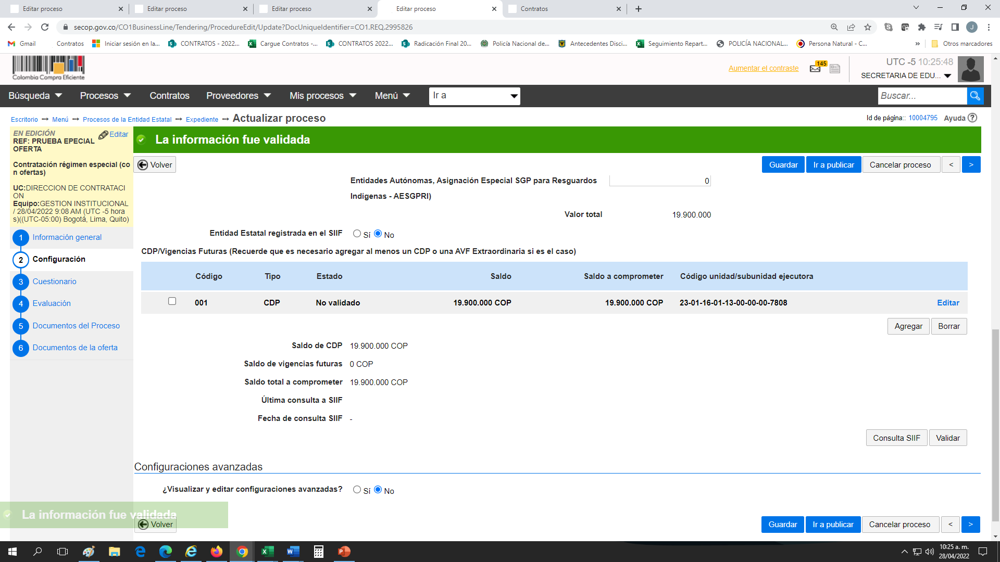 Editar proceso
Editar proceso
Editar proceso
Editar proceso
Contratos
secop.gov.co/CO1BusinessLine/Tendering/ProcedureEdit/Update?DocUniqueIdentifier=CO1.REQ.2995826
J
Gmail
Contratos
Iniciar sesión en la...
CONTRATOS - 2022...
Cargue Contratos -...
CONTRATOS 2022...
Radicación Final 20...
Policía Nacional de...
Antecedentes Disci...
Seguimiento Repart...
POLICÍA NACIONAL...
Persona Natural - C...
»
Otros marcadores
Colombia Compra Eficiente
Aumentar el contraste
145
UTC -5 10:25:48
SECRETARIA DE EDU...
Búsqueda
Procesos
Contratos
Proveedores
Mis procesos
Menú
Ir a
Buscar...
Escritorio → Menú → Procesos de la Entidad Estatal → Expediente → Actualizar proceso
Id de página:: 10004795
Ayuda ?
EN EDICIÓN
Editar
REF: PRUEBA EPECIAL
OFERTA
Contratación régimen especial (co
n ofertas)
UC:DIRECCION DE CONTRATACI
ON
Equipo:GESTION INSTITUCIONAL
/ 28/04/2022 9:08 AM (UTC -5 hora
s)((UTC-05:00) Bogotá, Lima, Quito)
1 Información general
2 Configuración
3 Cuestionario
4 Evaluación
5 Documentos del Proceso
6 Documentos de la oferta
La información fue validada
Volver
Guardar
Ir a publicar
Cancelar proceso
<
>
Entidades Autónomas, Asignación Especial SGP para Resguardos
Indígenas - AESGPRI)
0
Valor total 19.900.000
Entidad Estatal registrada en el SIIF Sí No
CDP/Vigencias Futuras (Recuerde que es necesario agregar al menos un CDP o una AVF Extraordinaria si es el caso)
Código Tipo Estado Saldo Saldo a comprometer Código unidad/subunidad ejecutora
001 CDP No validado 19.900.000 COP 19.900.000 COP 23-01-16-01-13-00-00-00-7808 Editar
Agregar
Borrar
Saldo de CDP 19.900.000 COP
Saldo de vigencias futuras 0 COP
Saldo total a comprometer 19.900.000 COP
Última consulta a SIIF
Fecha de consulta SIIF -
Consulta SIIF
Validar
Configuraciones avanzadas
¿Visualizar y editar configuraciones avanzadas? Sí No
La información fue validada
Volver
Guardar
Ir a publicar
Cancelar proceso
<
>
10:25 a. m.
28/04/2022